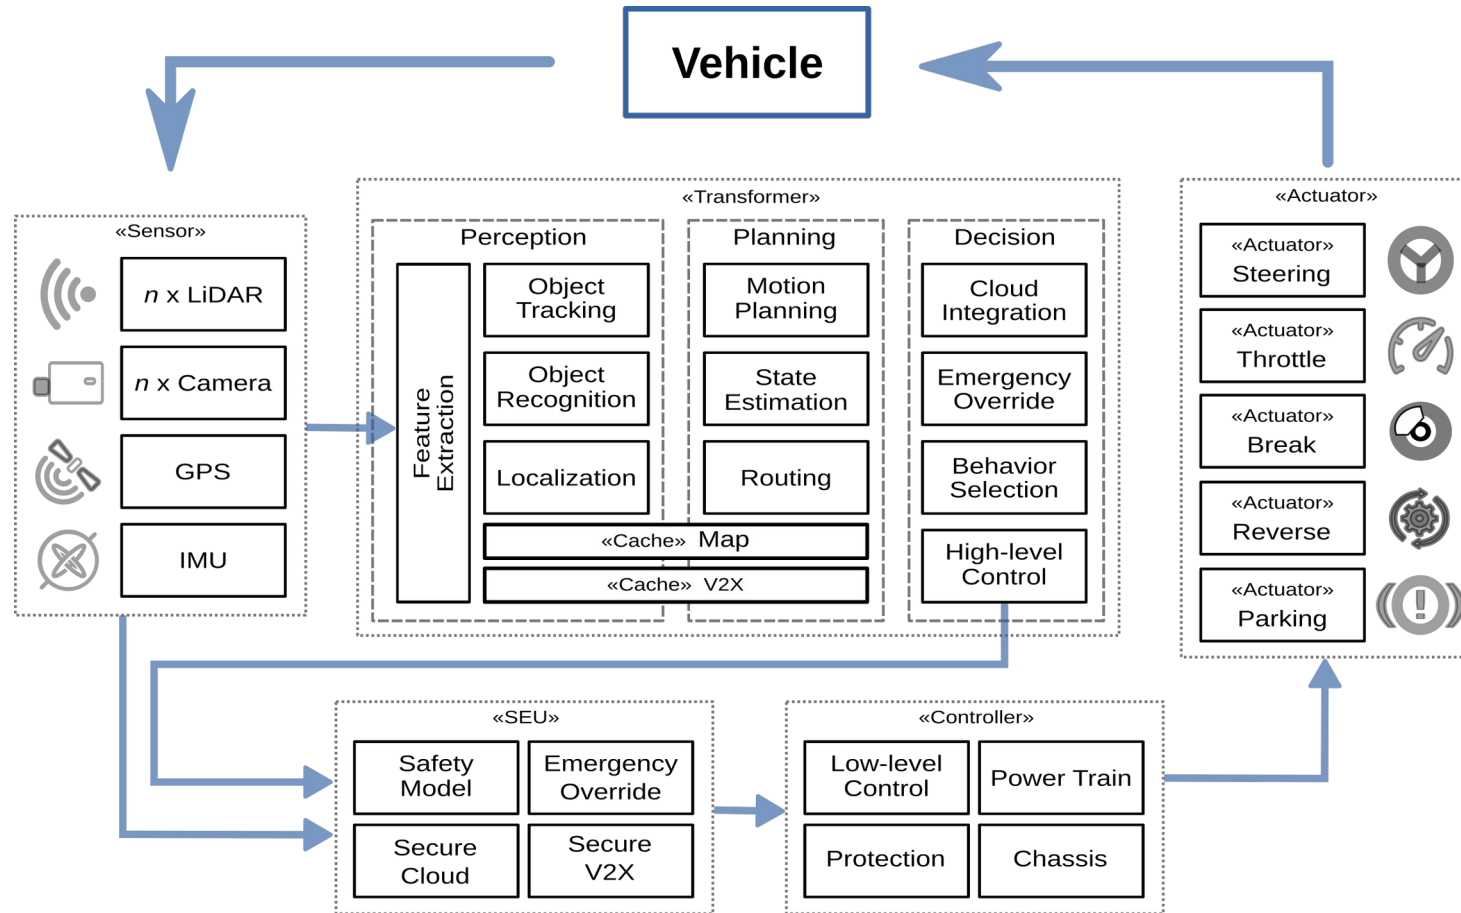 Vehicle
«Sensor»
n x LiDAR
n x Camera
GPS
IMU
«Transformer»
Perception
Feature
Extraction
Object
Tracking
Object
Recognition
Localization
Planning
Motion
Planning
State
Estimation
Routing
«Cache» Map
«Cache» V2X
Decision
Cloud
Integration
Emergency
Override
Behavior
Selection
High-level
Control
«Actuator»
«Actuator»
Steering
«Actuator»
Throttle
«Actuator»
Break
«Actuator»
Reverse
«Actuator»
Parking
«SEU»
Safety
Model
Emergency
Override
Secure
Cloud
Secure
V2X
«Controller»
Low-level
Control
Power Train
Protection
Chassis